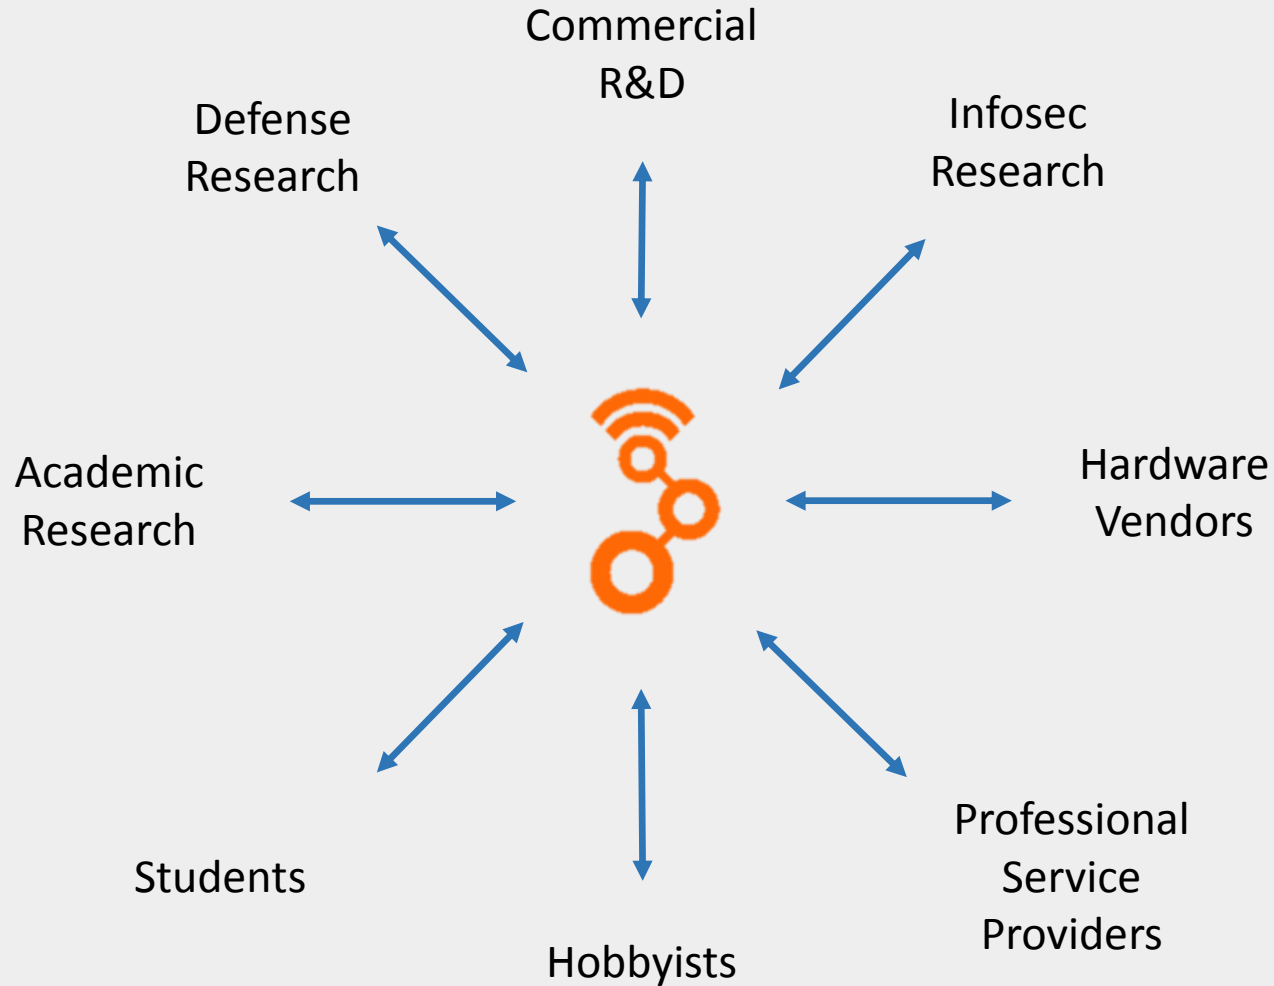 Commercial
R&D
Defense
Research
Infosec
Research
Academic
Research
Hardware
Vendors
Students
Professional
Service
Providers
Hobbyists